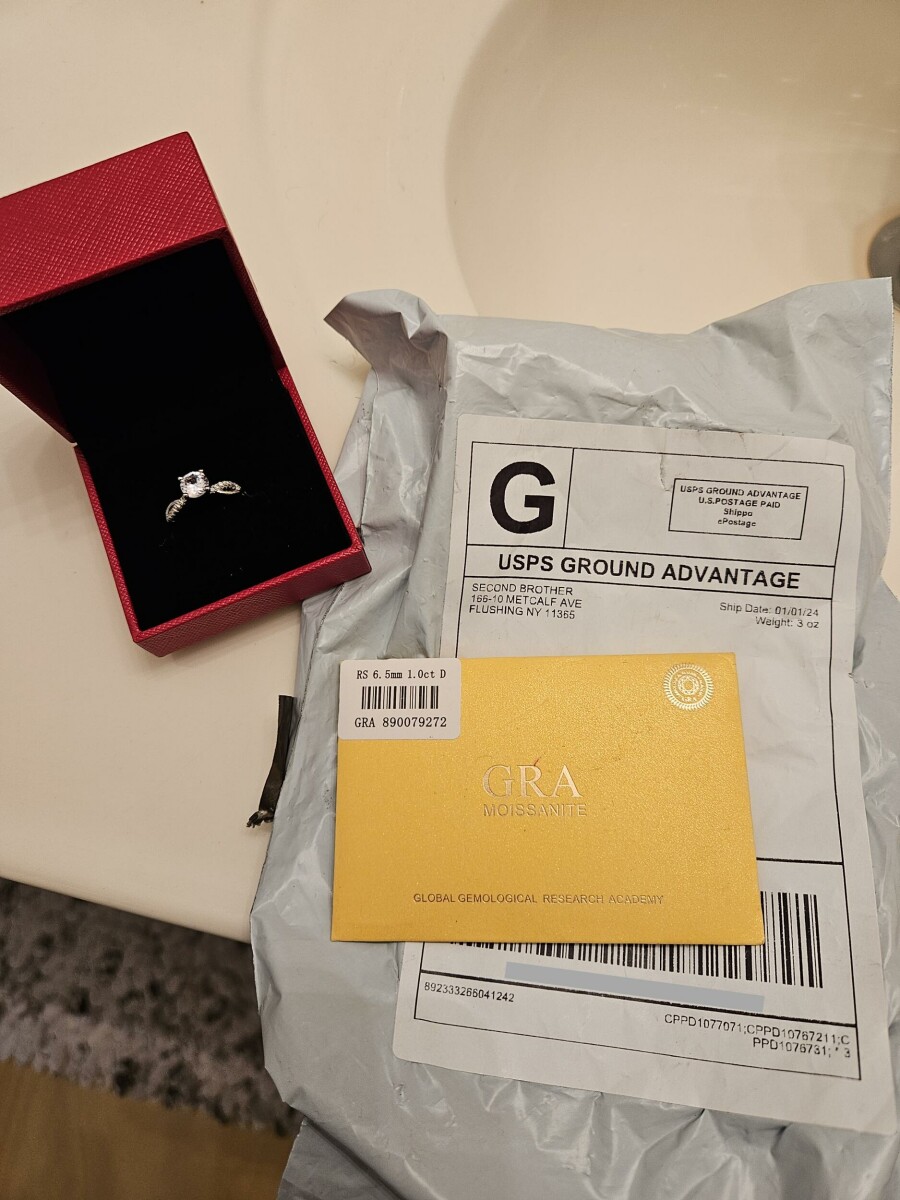 G
USPS GROUND ADVANTAGE
U.S.POSTAGE PAID
Shippo
ePostage
USPS GROUND ADVANTAGE
SECOND BROTHER
166-10 METCALF AVE
FLUSHING NY 11365
Ship Date: 01/01/24
Weight: 3 oz
RS 6.5mm 1.0ct D
GRA 890079272
GRA
MOISSANITE
GLOBAL GEMOLOGICAL RESEARCH ACADEMY
892333266041242
CPPD1077071;CPPD10767211;C
PPD1076731; * 3